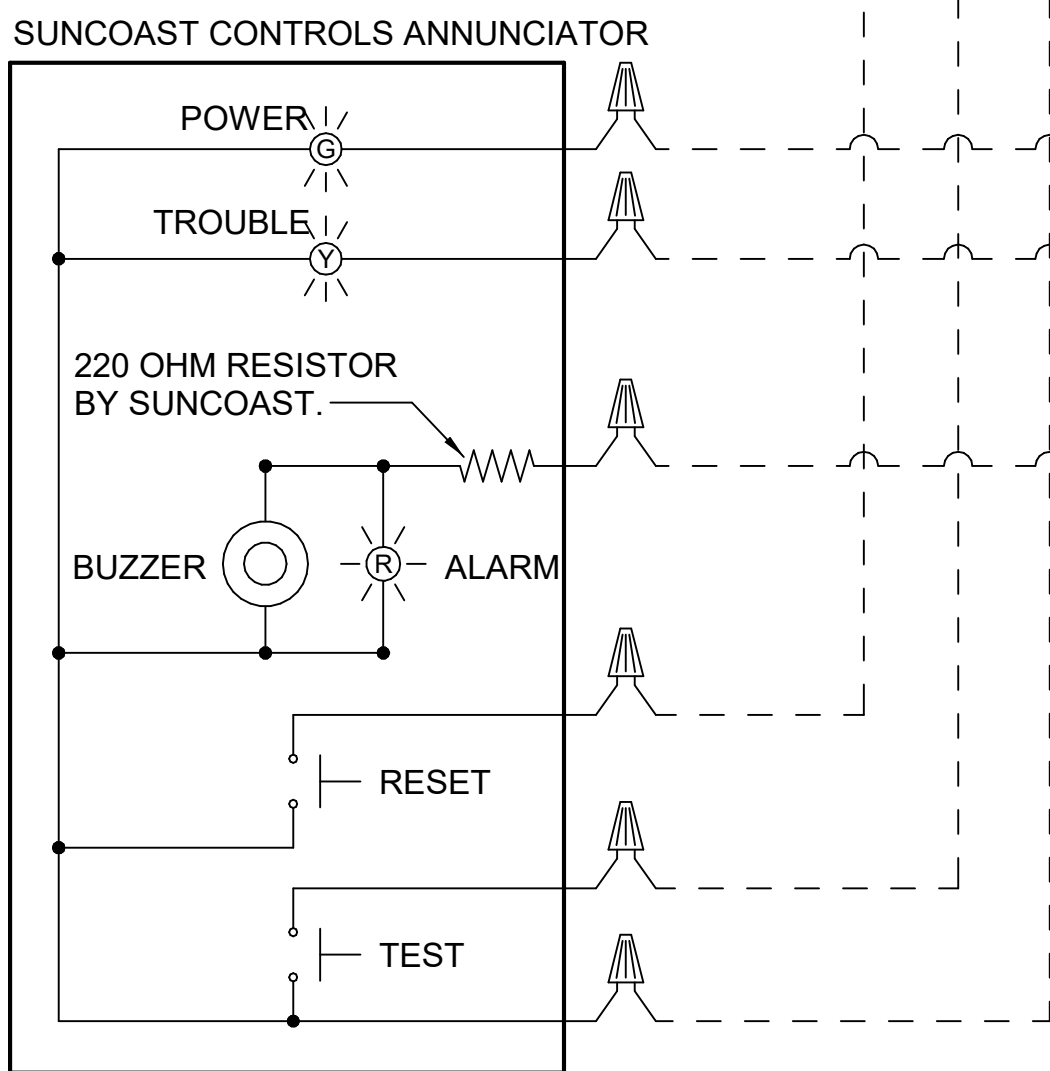 SUNCOAST CONTROLS ANNUNCIATOR
POWER
G
TROUBLE
Y
220 OHM RESISTOR
BY SUNCOAST.
BUZZER
R
ALARM
RESET
TEST